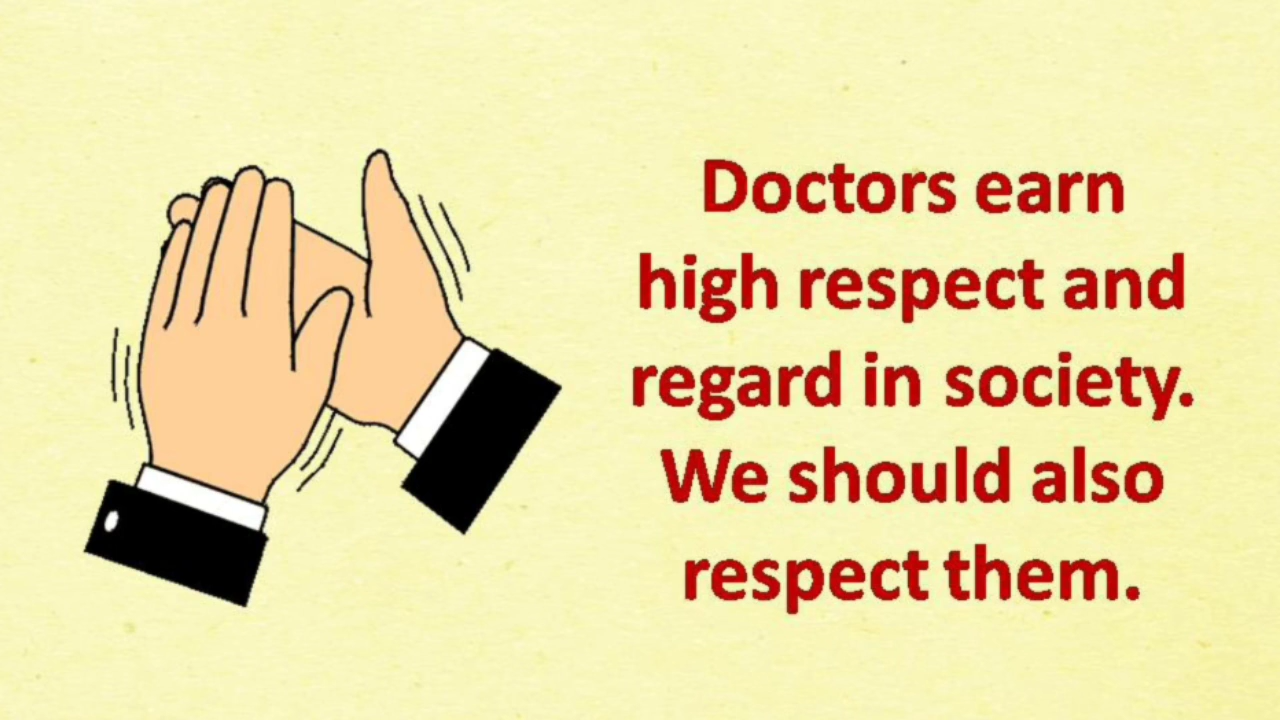 Doctors earn
high respect and
regard in society.
We should also
respect them.